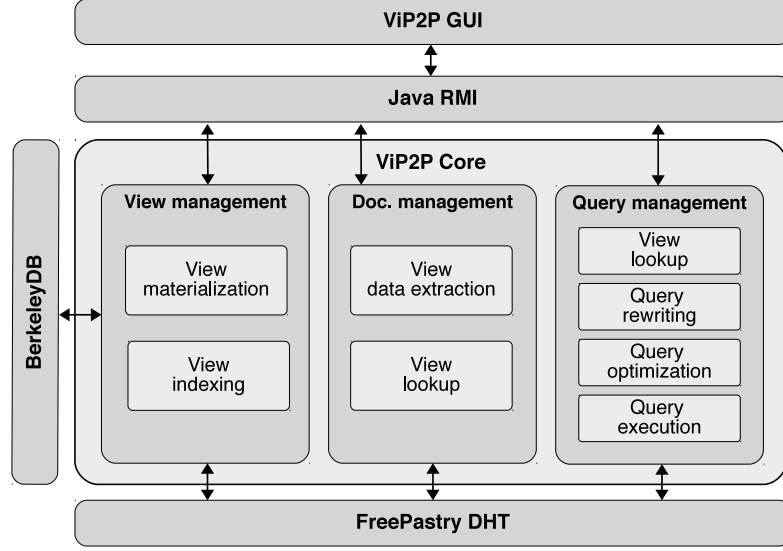 ViP2P GUI
Java RMI
ViP2P Core
BerkeleyDB
View management
View
materialization
View
indexing
Doc. management
View
data extraction
View
lookup
Query management
View
lookup
Query
rewriting
Query
optimization
Query
execution
FreePastry DHT